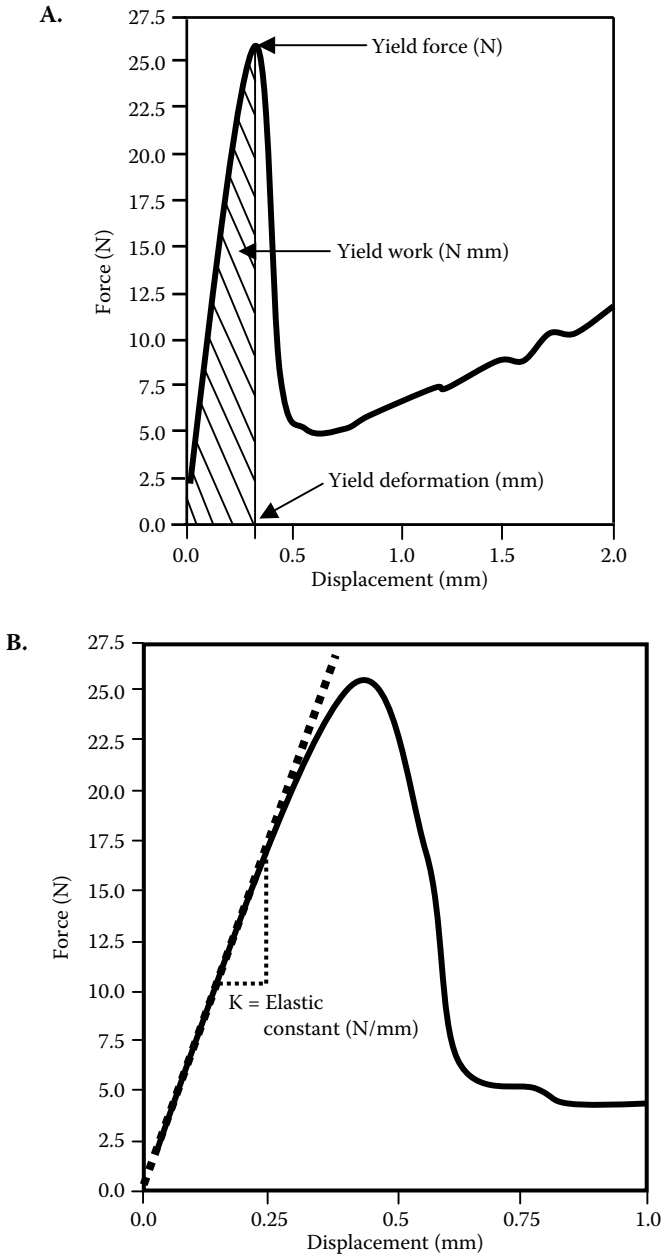 A.
27.5
25.0
22.5
20.0
17.5
15.0
12.5
10.0
7.5
5.0
2.5
0.0
Force (N)
Yield force (N)
Yield work (N mm)
Yield deformation (mm)
0.0 0.5 1.0 1.5 2.0
Displacement (mm)
B.
27.5
25.0
22.5
20.0
17.5
15.0
12.5
10.0
7.5
5.0
2.5
0.0
Force (N)
K = Elastic
constant (N/mm)
0.0 0.25 0.5 0.75 1.0
Displacement (mm)